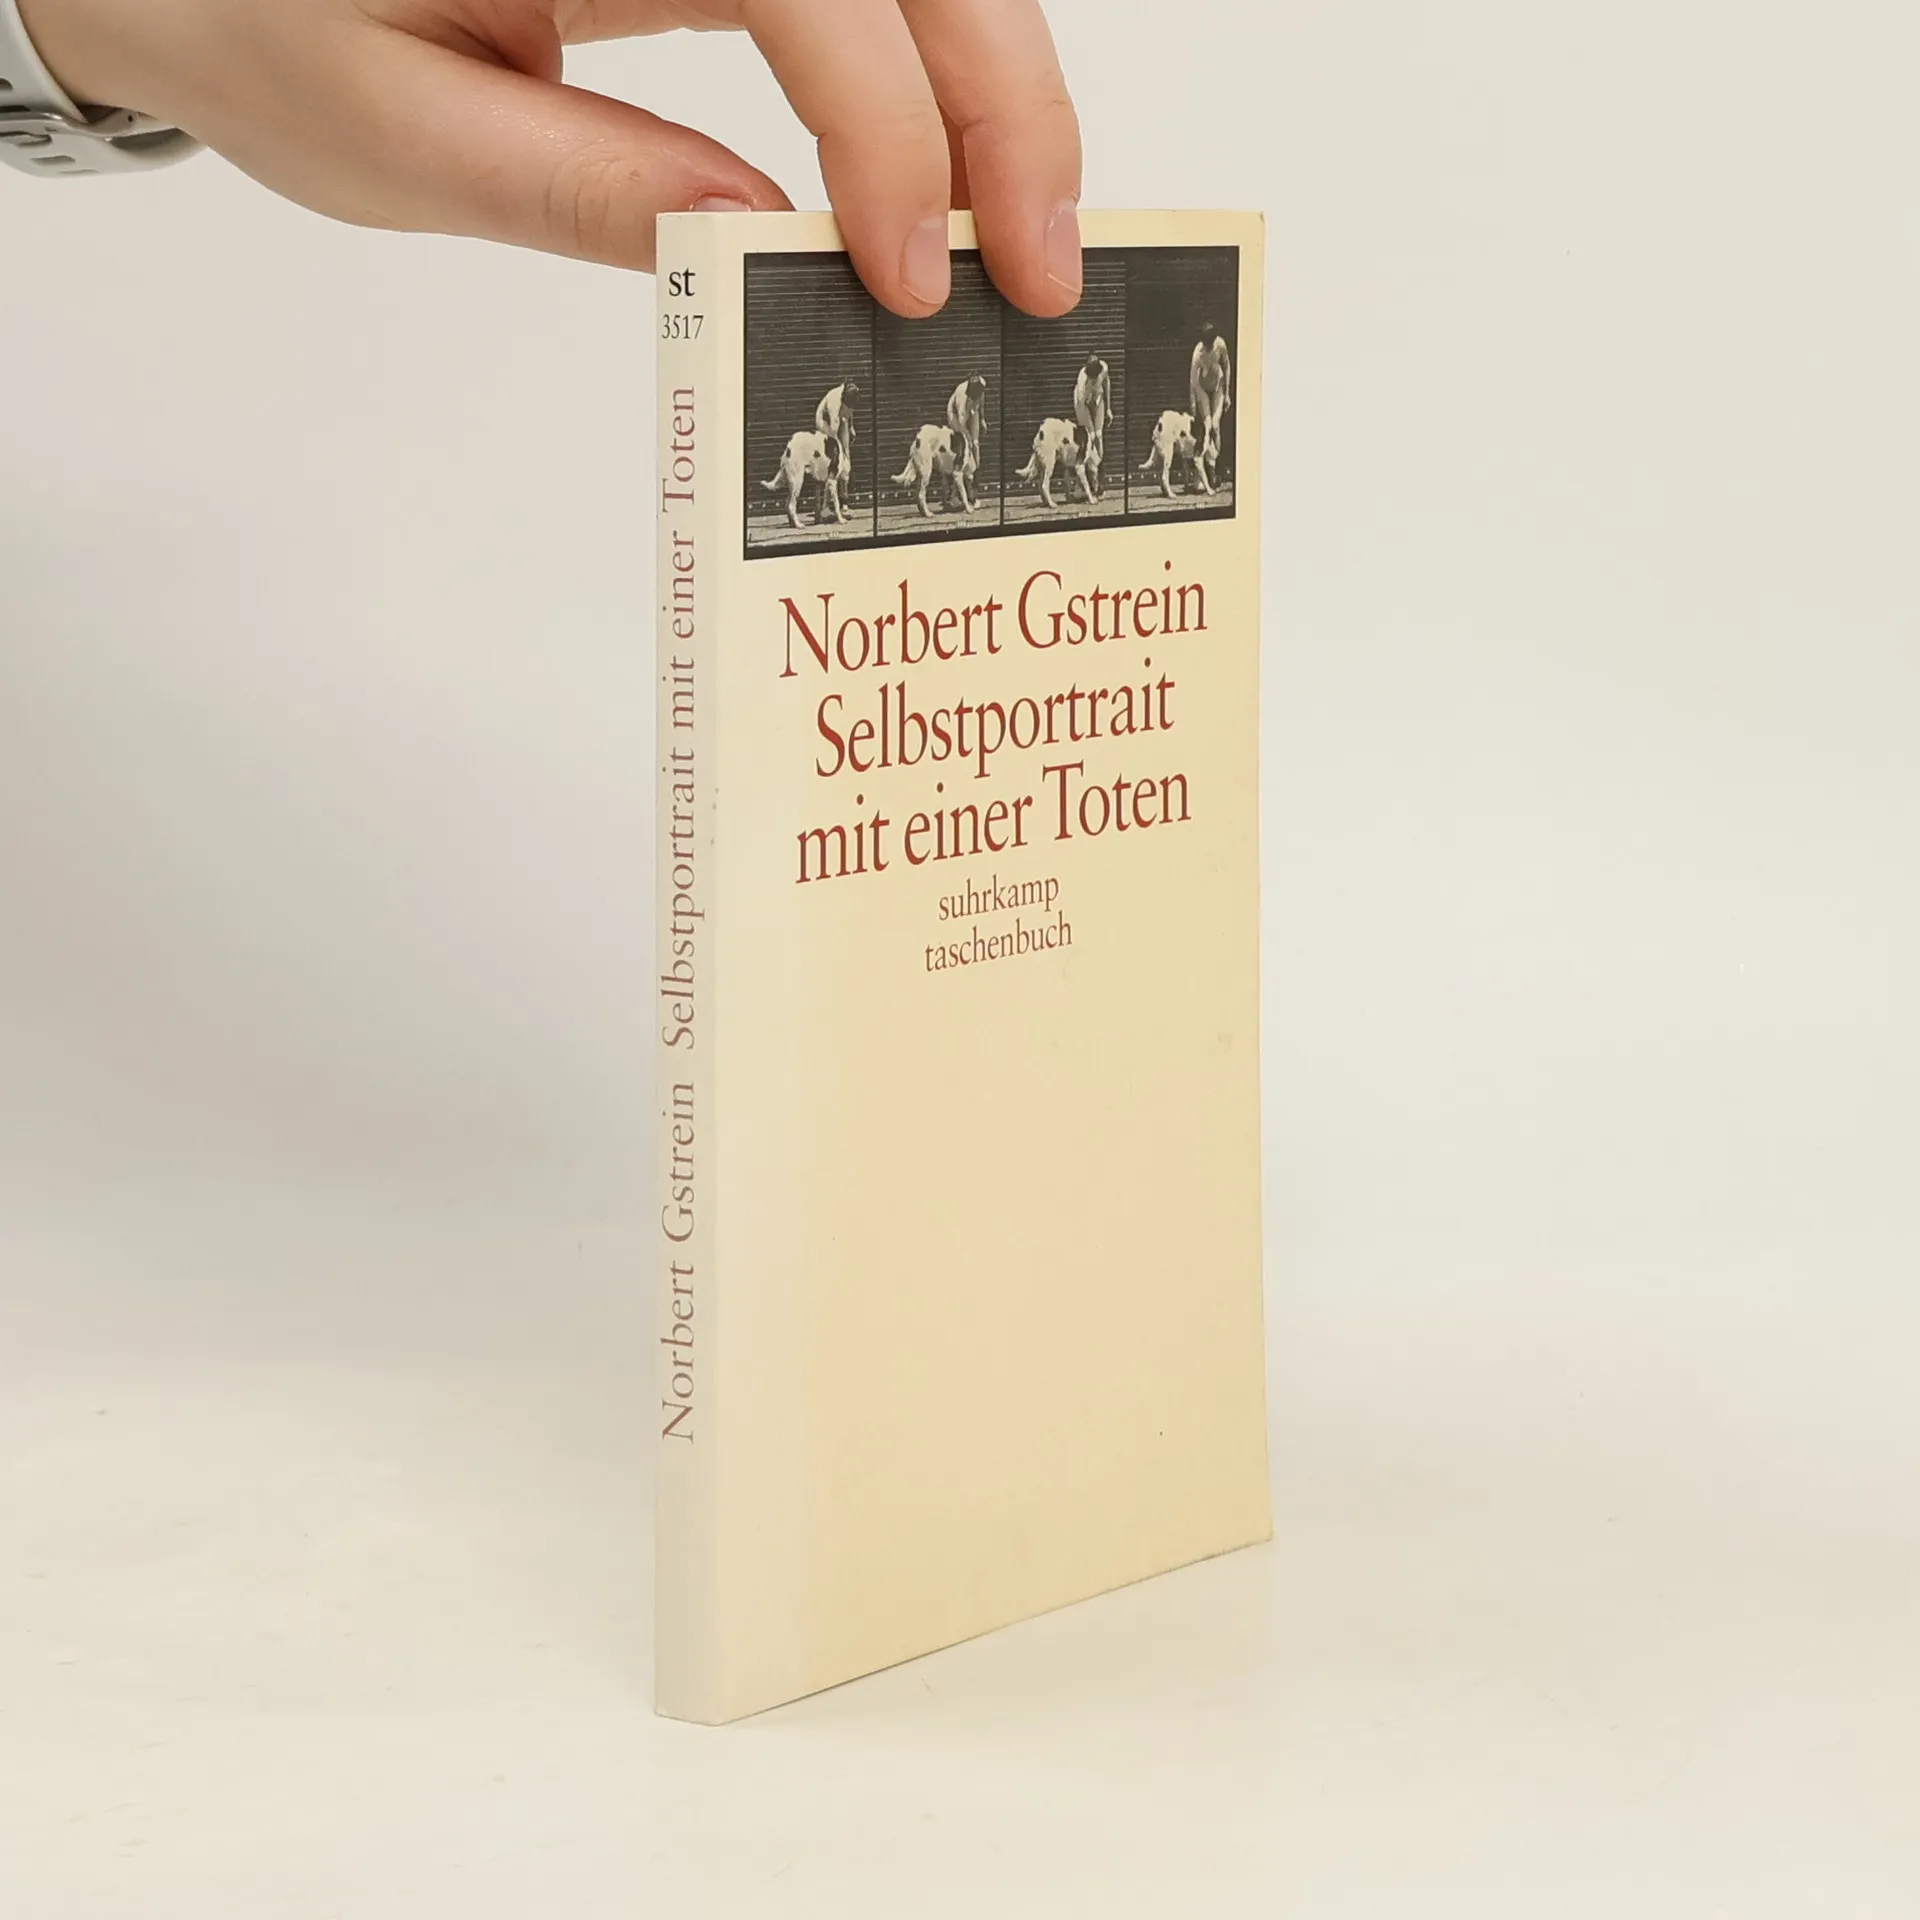 st
3517
Norbert Gstrein Selbstportrait mit einer Toten
Norbert Gstrein
Selbstportrait
mit einer Toten
suhrkamp
taschenbuch